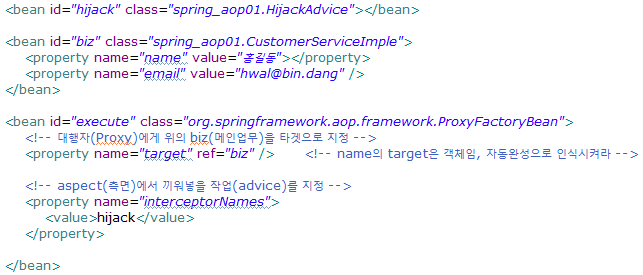 <bean id="hijack" class="spring_aop01.HijackAdvice"></bean>
<bean id="biz" class="spring_aop01.CustomerServiceImple">
<property name="name" value="홍길동"></property>
<property name="email" value="hwal@bin.dang" />
</bean>
<bean id="execute" class="org.springframework.aop.framework.ProxyFactoryBean">
<!-- 대행자(Proxy)에게 위의 biz(메인업무)를 타겟으로 지정 -->
<property name="target" ref="biz" /> <!-- name의 target은 객체임, 자동완성으로 인식시켜라 -->
<!-- aspect(측면)에서 끼워넣을 작업(advice)를 지정 -->
<property name="interceptorNames">
<value>hijack</value>
</property>
</bean>